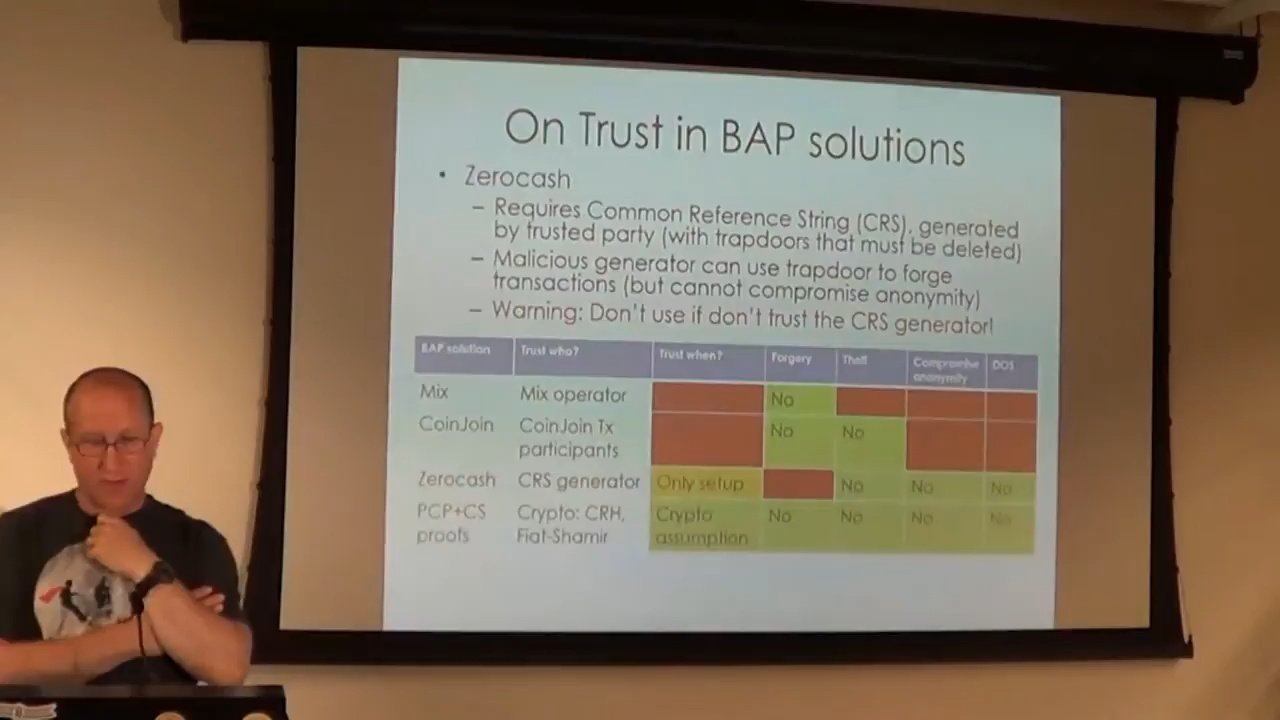 On Trust in BAP solutions
• Zerocash
– Requires Common Reference String (CRS), generated
by trusted party (with trapdoors that must be deleted)
– Malicious generator can use trapdoor to forge
transactions (but cannot compromise anonymity)
– Warning: Don't use if don't trust the CRS generator!
BAP solution Trust who? Trust when? Forgery Theft Compromise anonymity DOS
Mix Mix operator No
CoinJoin CoinJoin Tx participants No No
Zerocash CRS generator Only setup No No No
PCP+CS proofs Crypto: CRH, Fiat-Shamir Crypto assumption No No No No